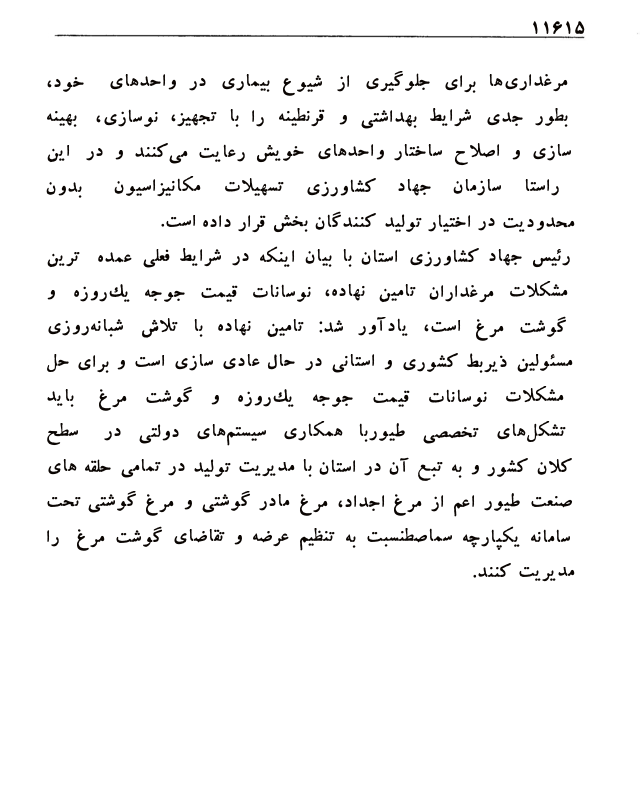 ۱۱۶۱۵
مرغداری‌ها برای جلوگیری از شیوع بیماری در واحدهای خود،
بطور جدی شرایط بهداشتی و قرنطینه را با تجهیز، نوسازی، بهینه
سازی و اصلاح ساختار واحدهای خویش رعایت می‌کنند و در این
راستا سازمان جهاد کشاورزی تسهیلات مکانیزاسیون بدون
محدودیت در اختیار تولید کنندگان بخش قرار داده است.
رئیس جهاد کشاورزی استان با بیان اینکه در شرایط فعلی عمده ترین
مشکلات مرغداران تامین نهاده، نوسانات قیمت جوجه یك‌روزه و
گوشت مرغ است، یادآور شد: تامین نهاده با تلاش شبانه‌روزی
مسئولین ذیربط کشوری و استانی در حال عادی سازی است و برای حل
مشکلات نوسانات قیمت جوجه یك‌روزه و گوشت مرغ باید
تشکل‌های تخصصی طیوربا همکاری سیستم‌های دولتی در سطح
کلان کشور و به تبع آن در استان با مدیریت تولید در تمامی حلقه های
صنعت طیور اعم از مرغ اجداد، مرغ مادر گوشتی و مرغ گوشتی تحت
سامانه یکپارچه سماصطنسبت به تنظیم عرضه و تقاضای گوشت مرغ را
مدیریت کنند.